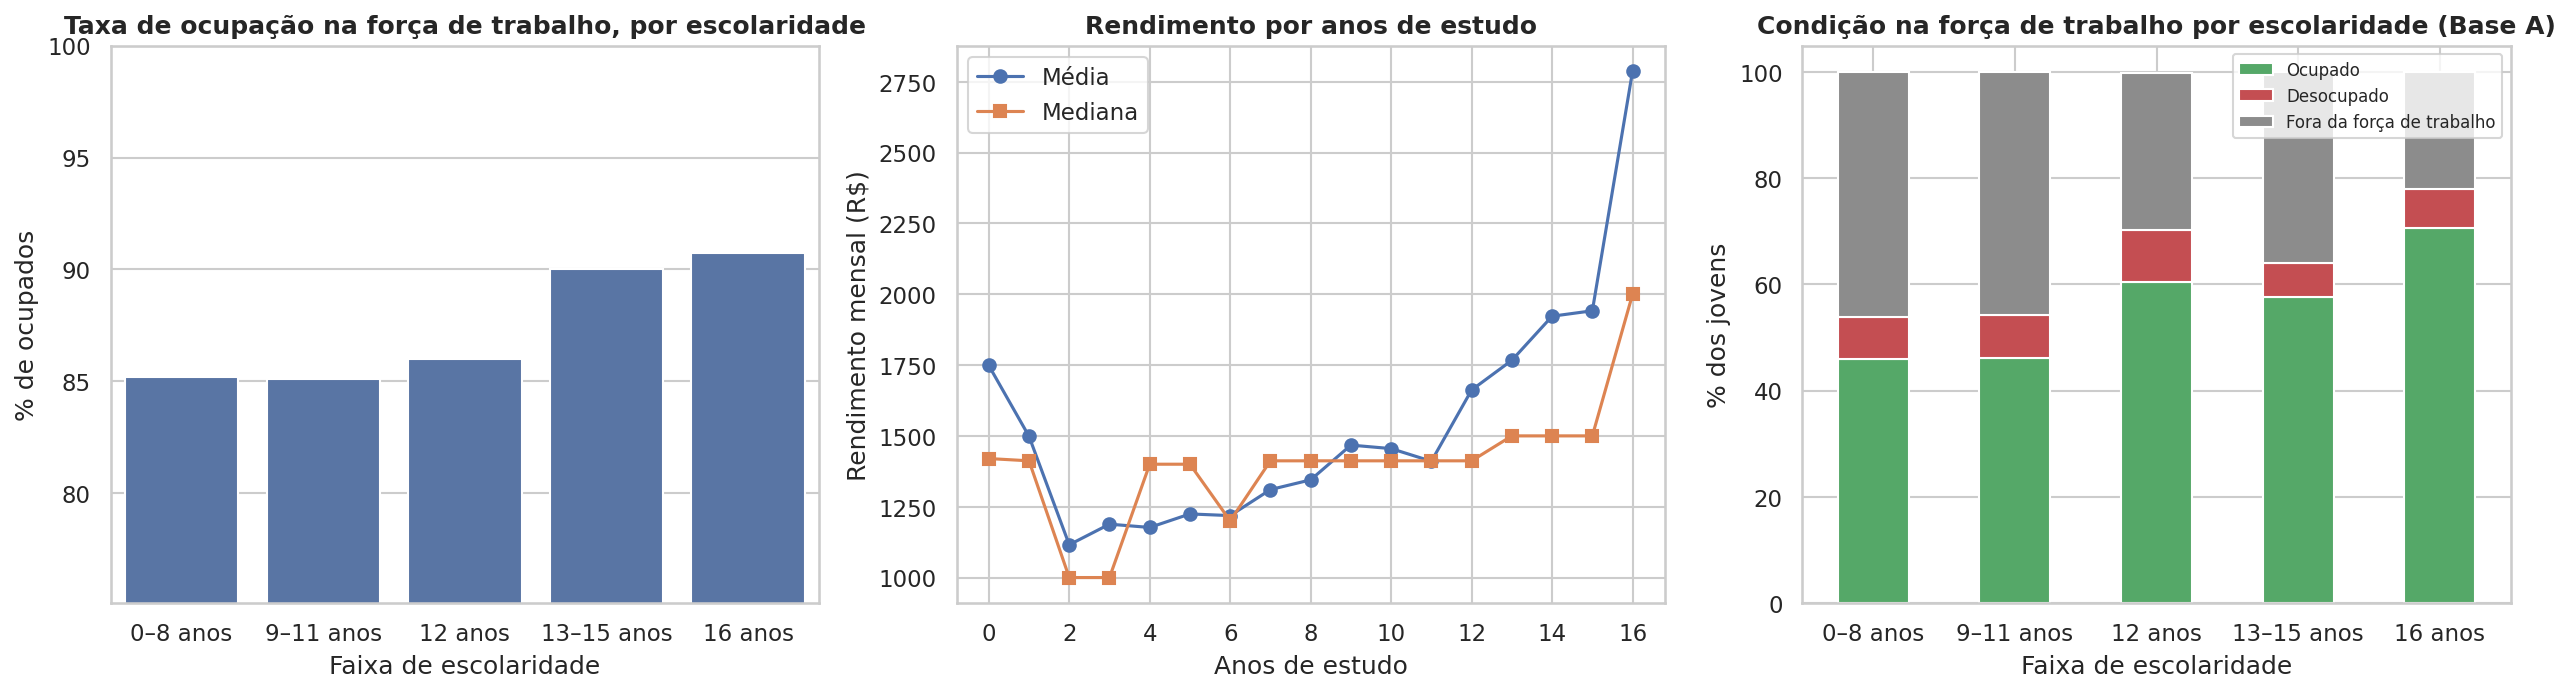 Taxa de ocupação na força de trabalho, por escolaridade
100
95
90
85
80
% de ocupados
0–8 anos 9–11 anos 12 anos 13–15 anos 16 anos
Faixa de escolaridade
Rendimento por anos de estudo
Média
Mediana
2750
2500
2250
2000
1750
1500
1250
1000
Rendimento mensal (R$)
0 2 4 6 8 10 12 14 16
Anos de estudo
Condição na força de trabalho por escolaridade (Base A)
Ocupado
Desocupado
Fora da força de trabalho
100
80
60
40
20
0
% dos jovens
0–8 anos 9–11 anos 12 anos 13–15 anos 16 anos
Faixa de escolaridade